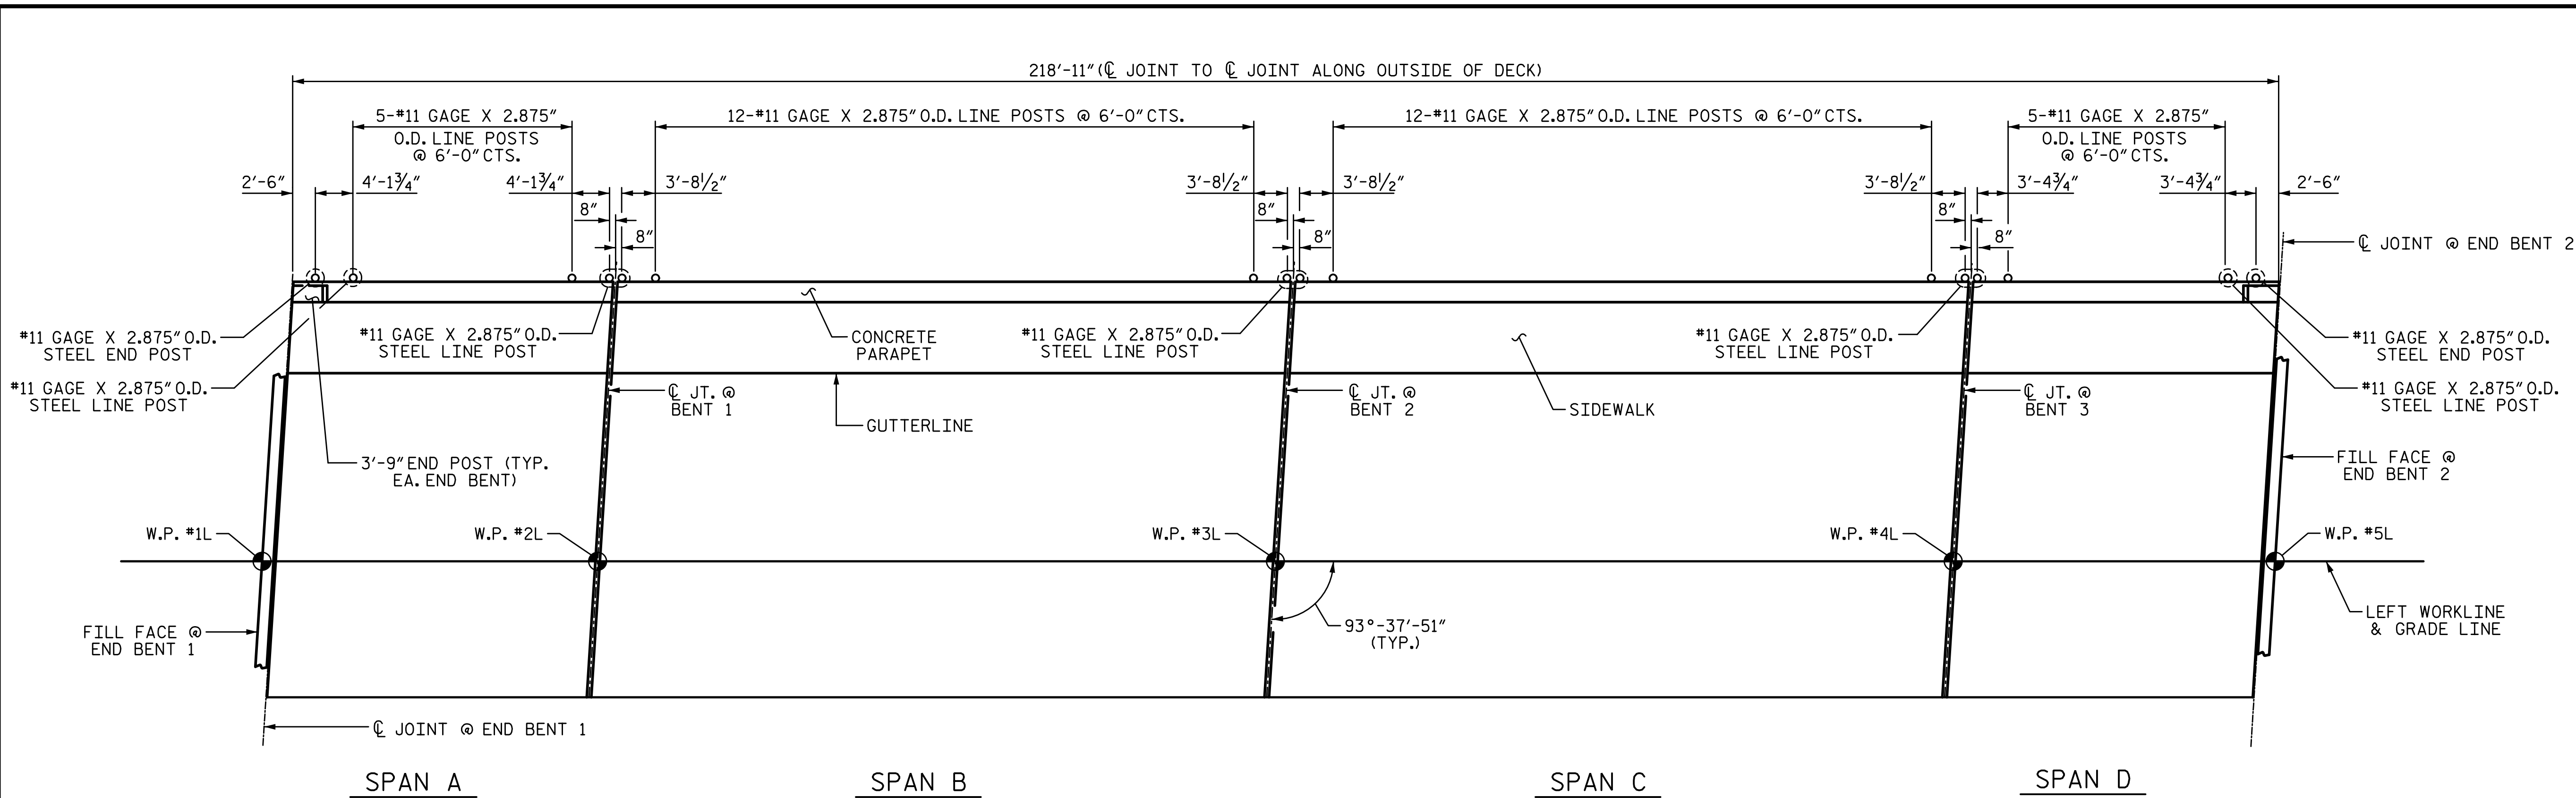 218'-11" (℄ JOINT TO ℄ JOINT ALONG OUTSIDE OF DECK)
5-#11 GAGE X 2.875"
O.D. LINE POSTS
@ 6'-0" CTS.
12-#11 GAGE X 2.875" O.D. LINE POSTS @ 6'-0" CTS.
12-#11 GAGE X 2.875" O.D. LINE POSTS @ 6'-0" CTS.
5-#11 GAGE X 2.875"
O.D. LINE POSTS
@ 6'-0" CTS.
2'-6"
4'-1¾"
4'-1¾"
3'-8½"
3'-8½"
3'-8½"
3'-8½"
3'-4¾"
3'-4¾"
2'-6"
8"
8"
8"
8"
8"
8"
℄ JOINT @ END BENT 2
#11 GAGE X 2.875" O.D.
STEEL END POST
#11 GAGE X 2.875" O.D.
STEEL LINE POST
#11 GAGE X 2.875" O.D.
STEEL LINE POST
CONCRETE
PARAPET
#11 GAGE X 2.875" O.D.
STEEL LINE POST
#11 GAGE X 2.875" O.D.
STEEL LINE POST
#11 GAGE X 2.875" O.D.
STEEL END POST
#11 GAGE X 2.875" O.D.
STEEL LINE POST
℄ JT. @
BENT 1
GUTTERLINE
℄ JT. @
BENT 2
SIDEWALK
℄ JT. @
BENT 3
3'-9" END POST (TYP.
EA. END BENT)
FILL FACE @
END BENT 2
W.P. #1L
W.P. #2L
W.P. #3L
W.P. #4L
W.P. #5L
FILL FACE @
END BENT 1
93°-37'-51"
(TYP.)
LEFT WORKLINE
& GRADE LINE
℄ JOINT @ END BENT 1
SPAN A
SPAN B
SPAN C
SPAN D